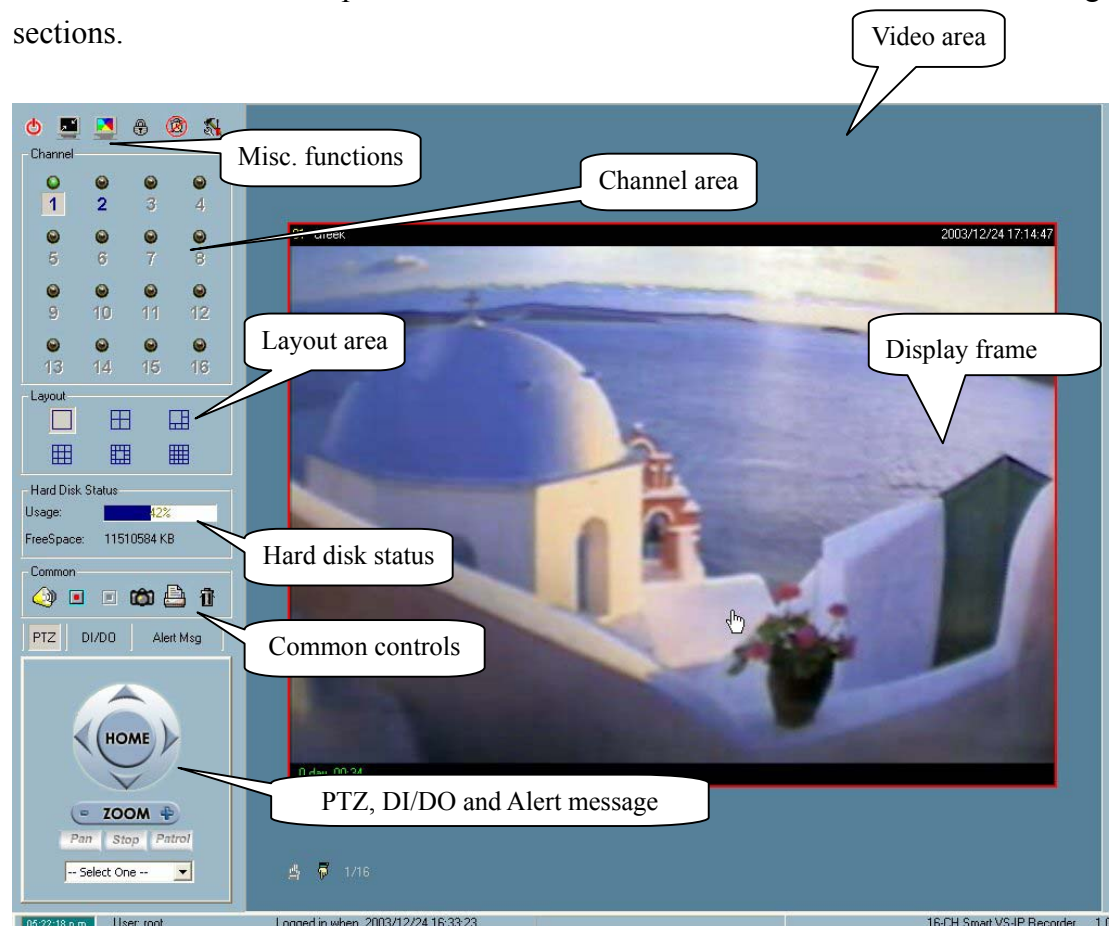 sections.
Video area
Misc. functions
Channel
Channel area
1 2 3 4
5 6 7 8
9 10 11 12
13 14 15 16
2003/12/24 17:14:47
Layout area
Display frame
Layout
Hard Disk Status
Usage: 42%
FreeSpace: 11510584 KB
Hard disk status
Common
Common controls
PTZ DI/DO Alert Msg
HOME
0 day 00:34
PTZ, DI/DO and Alert message
ZOOM
Pan Stop Patrol
-- Select One --
1/16
05:22:18 p.m. User: root Logged in when 2003/12/24 16:33:23 16-CH Smart VS-IP Recorder